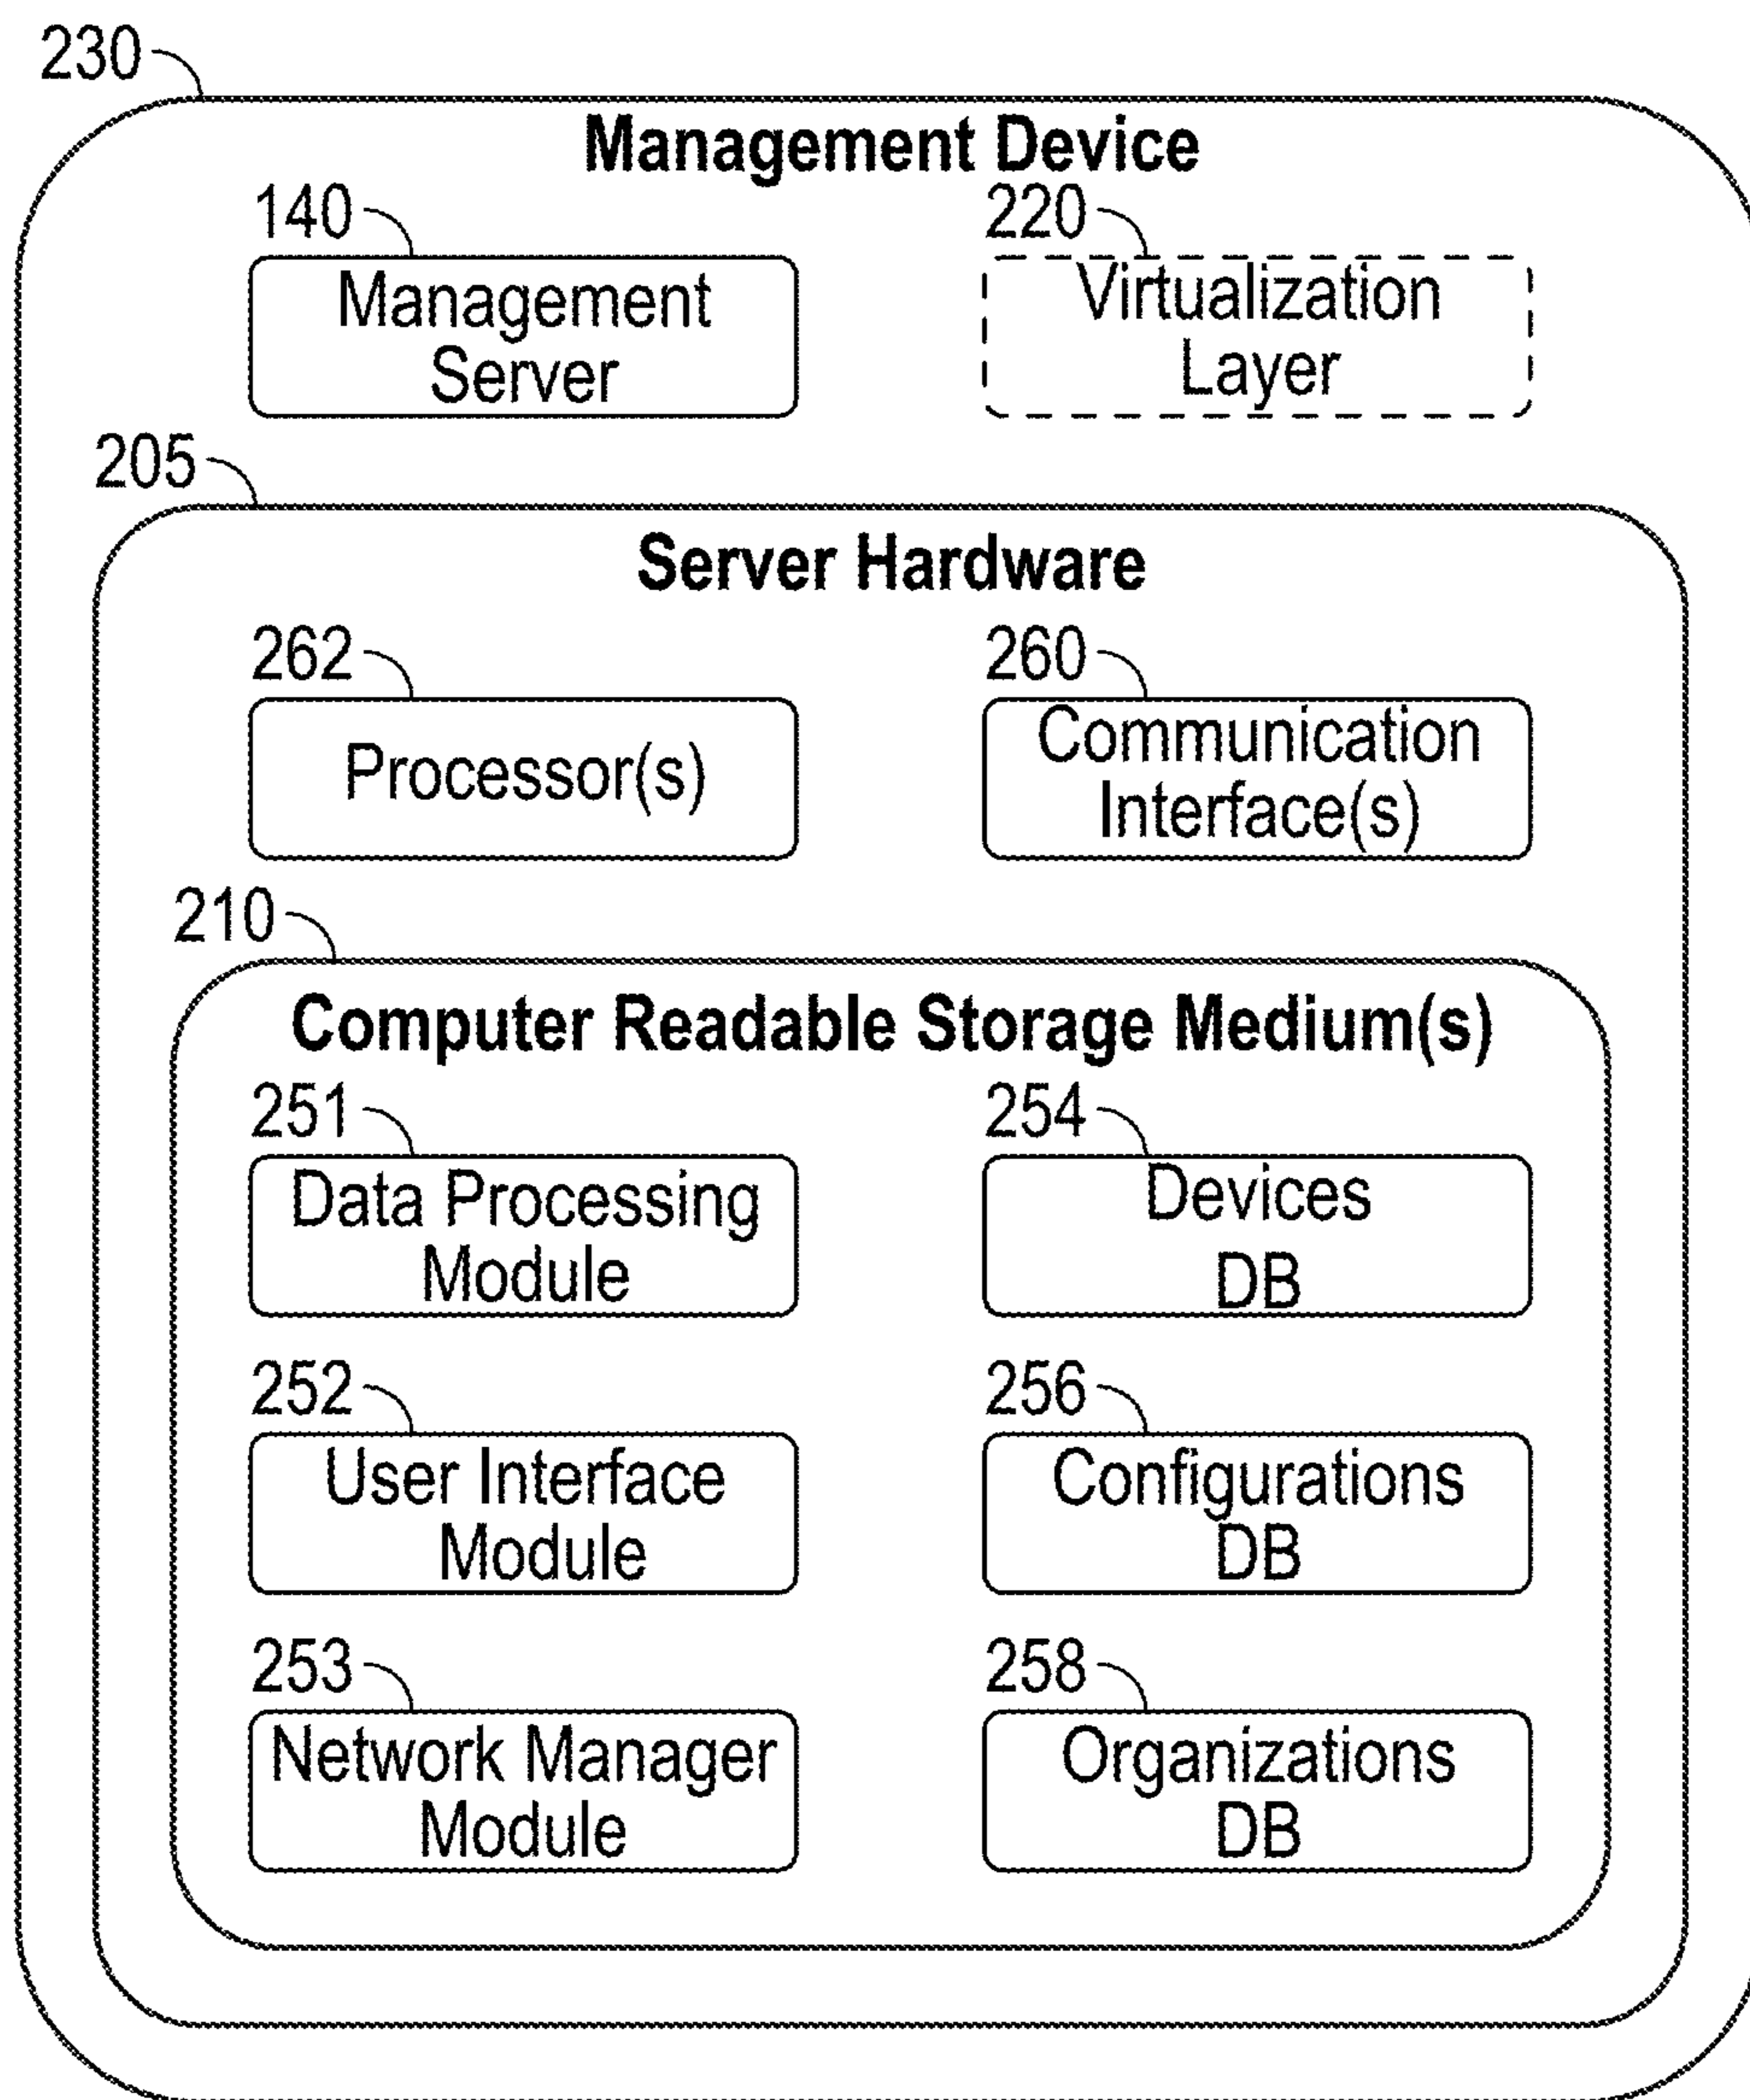 230
Management Device
140
220
Management
Server
Virtualization
Layer
205
Server Hardware
262
260
Processor(s)
Communication
Interface(s)
210
Computer Readable Storage Medium(s)
251
254
Data Processing
Module
Devices
DB
252
256
User Interface
Module
Configurations
DB
253
258
Network Manager
Module
Organizations
DB